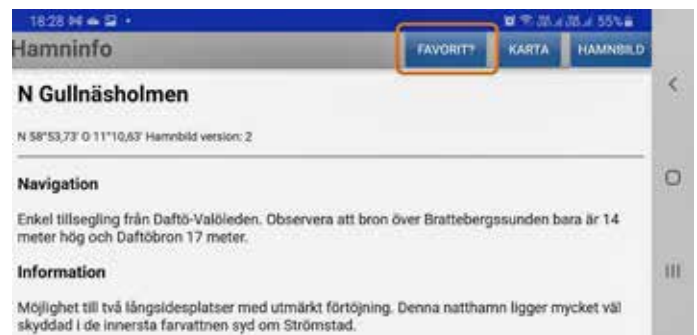 18:28
55%
Hamninfo
FAVORIT?
KARTA
HAMNBILD
N Gullnäsholmen
N 58°53,73' O 11°10,63' Hamnbild version: 2
Navigation
Enkel tillsegling från Daftö-Valöleden. Observera att bron över Brattebergssunden bara är 14
meter hög och Daftöbron 17 meter.
Information
Möjlighet till två långsidesplatser med utmärkt förtöjning. Denna natthamn ligger mycket väl
skyddad i de innersta farvattnen syd om Strömstad.